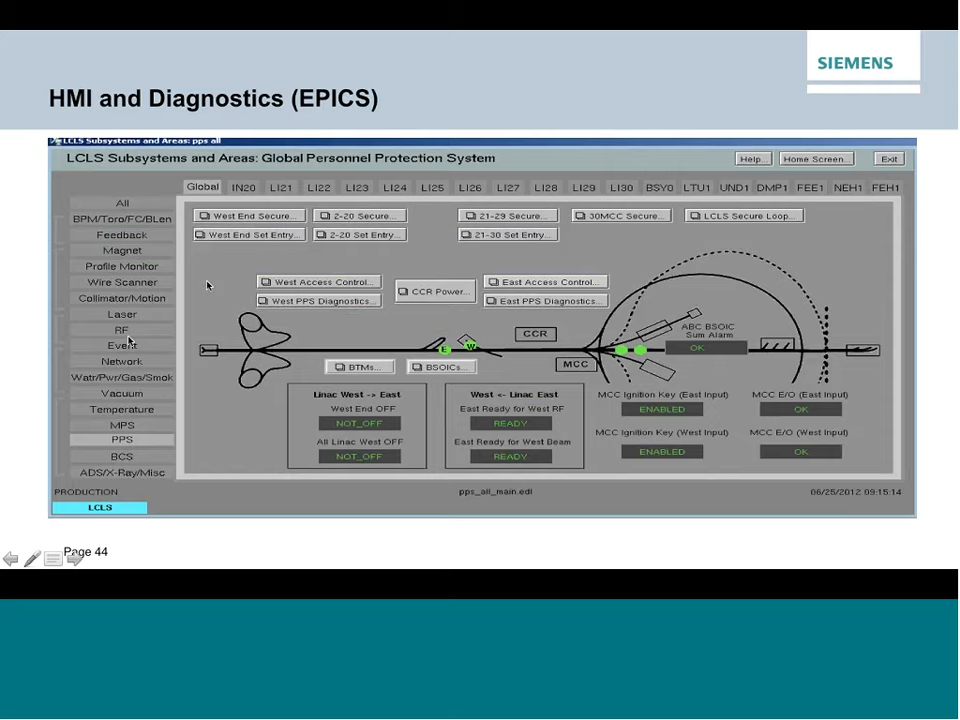 SIEMENS
HMI and Diagnostics (EPICS)
LCLS Subsystems and Areas: pps all
LCLS Subsystems and Areas: Global Personnel Protection System
Help...
Home Screen...
Exit
Global IN20 LI21 LI22 LI23 LI24 LI25 LI26 LI27 LI28 LI29 LI30 BSY0 LTU1 UND1 DMP1 FEE1 NEH1 FEH1
All
BPM/Toro/FC/BLen
Feedback
Magnet
Profile Monitor
Wire Scanner
Collimator/Motion
Laser
RF
Event
Network
Watr/Pwr/Gas/Smok
Vacuum
Temperature
MPS
PPS
BCS
ADS/X-Ray/Misc
West End Secure...
2-20 Secure...
21-29 Secure...
30MCC Secure...
LCLS Secure Loop...
West End Set Entry...
2-20 Set Entry...
21-30 Set Entry...
West Access Control...
CCR Power...
East Access Control...
West PPS Diagnostics...
East PPS Diagnostics...
E
W
CCR
MCC
ABC BSOIC
Sum Alarm
OK
BTMs...
BSOICs...
Linac West -> East
West End OFF
NOT_OFF
All Linac West OFF
NOT_OFF
West <- Linac East
East Ready for West RF
READY
East Ready for West Beam
READY
MCC Ignition Key (East Input)
ENABLED
MCC Ignition Key (West Input)
ENABLED
MCC E/O (East Input)
OK
MCC E/O (West Input)
OK
PRODUCTION
pps_all_main.edl
06/25/2012 09:15:14
LCLS
Page 44